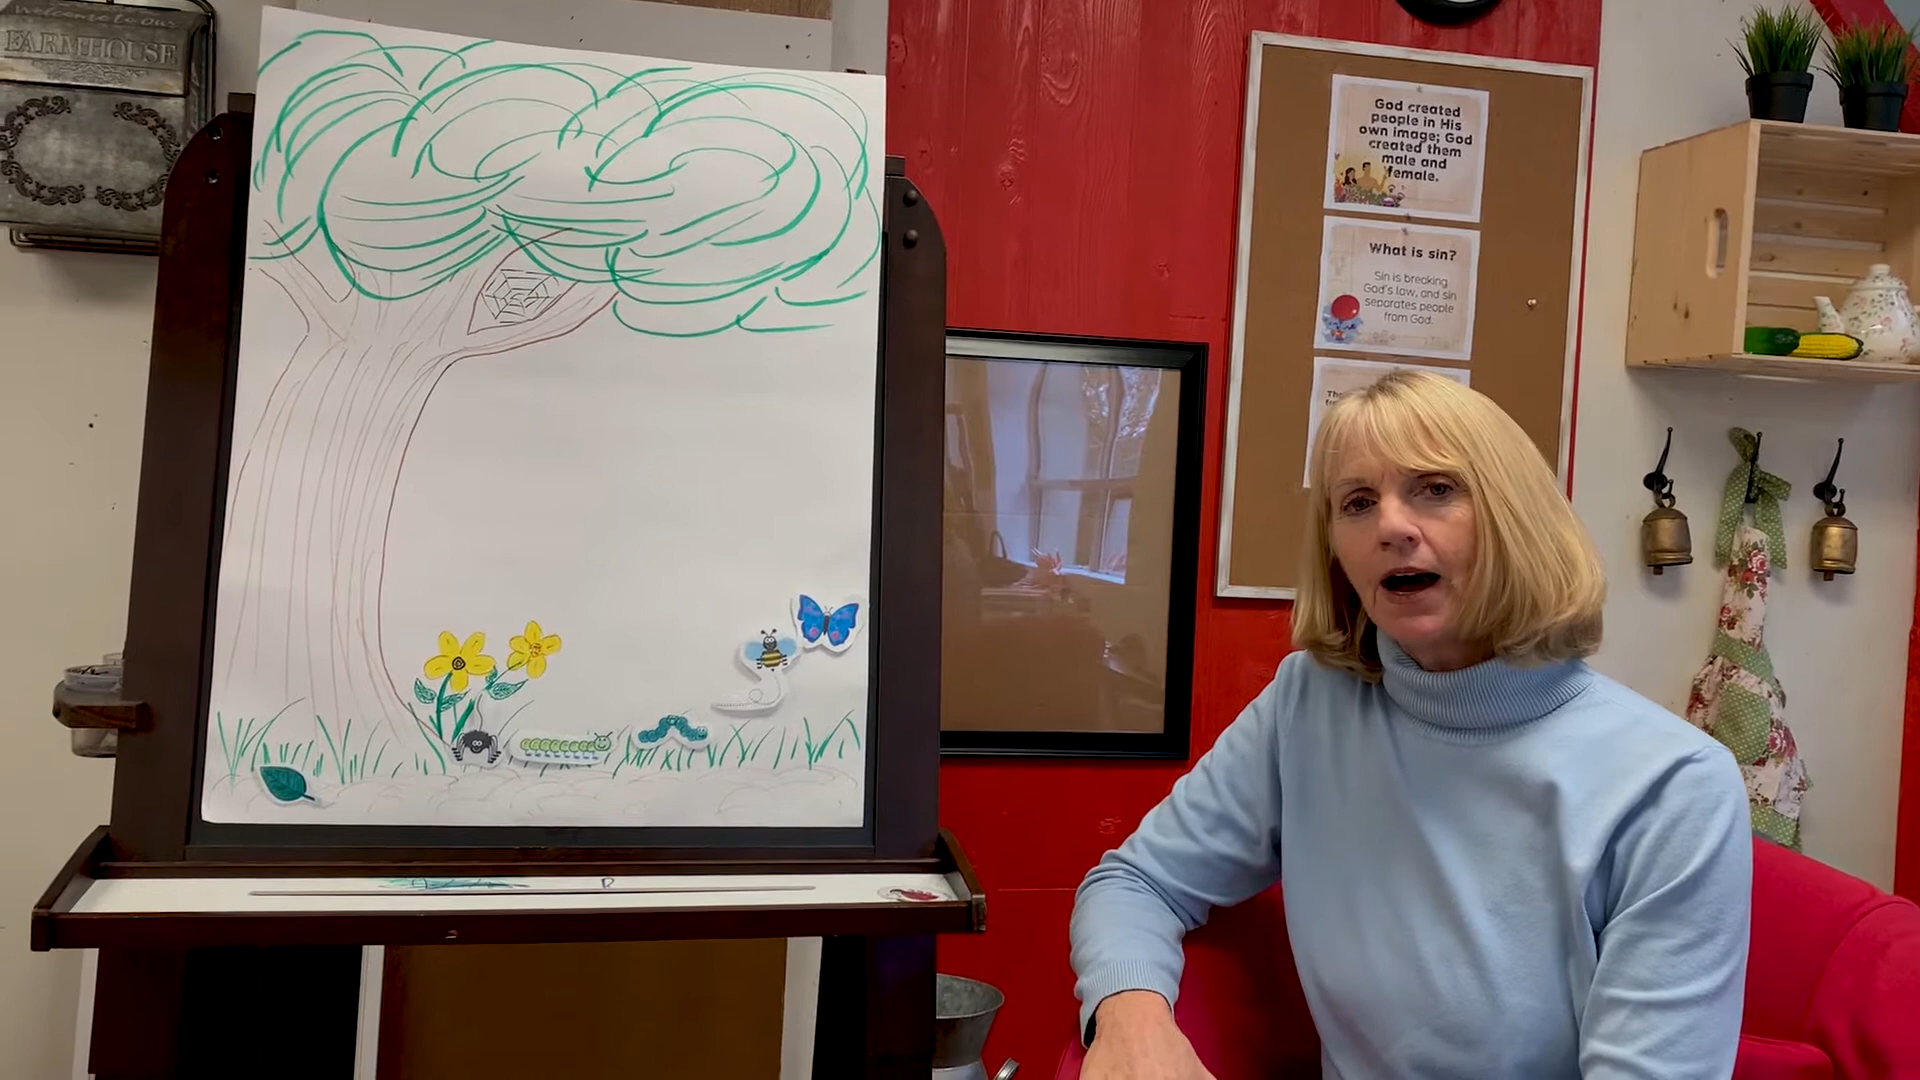 Welcome to Our
FARMHOUSE
God created
people in His
own image; God
created them
male and
female.
What is sin?
Sin is breaking
God's law, and sin
separates people
from God.